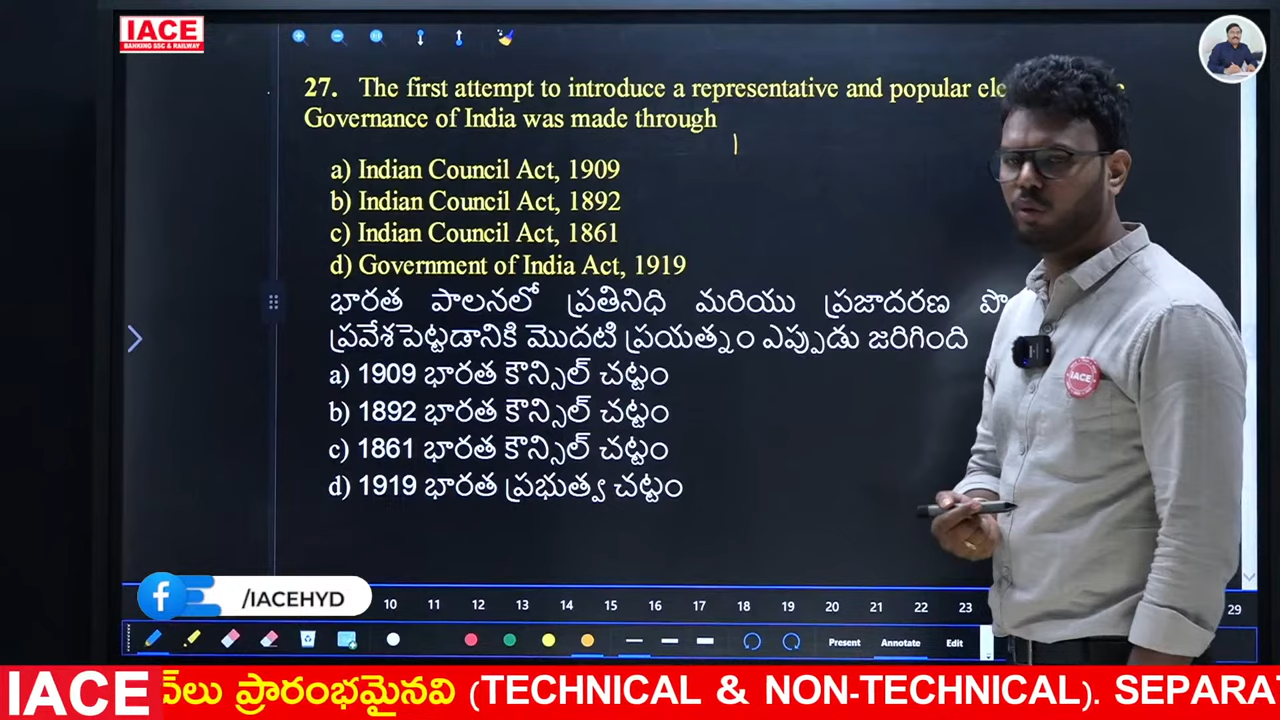 IACE
BANKING SSC & RAILWAY
27. The first attempt to introduce a representative and popular
Governance of India was made through
a) Indian Council Act, 1909
b) Indian Council Act, 1892
c) Indian Council Act, 1861
d) Government of India Act, 1919
భారత పాలనలో ప్రతినిధి మరియు ప్రజాదరణ
ప్రవేశపెట్టడానికి మొదటి ప్రయత్నం ఎప్పుడు జరిగింది
a) 1909 భారత కౌన్సిల్ చట్టం
b) 1892 భారత కౌన్సిల్ చట్టం
c) 1861 భారత కౌన్సిల్ చట్టం
d) 1919 భారత ప్రభుత్వ చట్టం
IACE
/IACEHYD
10 11 12 13 14 15 16 17 18 19 20 21 22 23 29
Present Annotate Edit
IACE ప్రారంభమైనవి (TECHNICAL & NON-TECHNICAL).